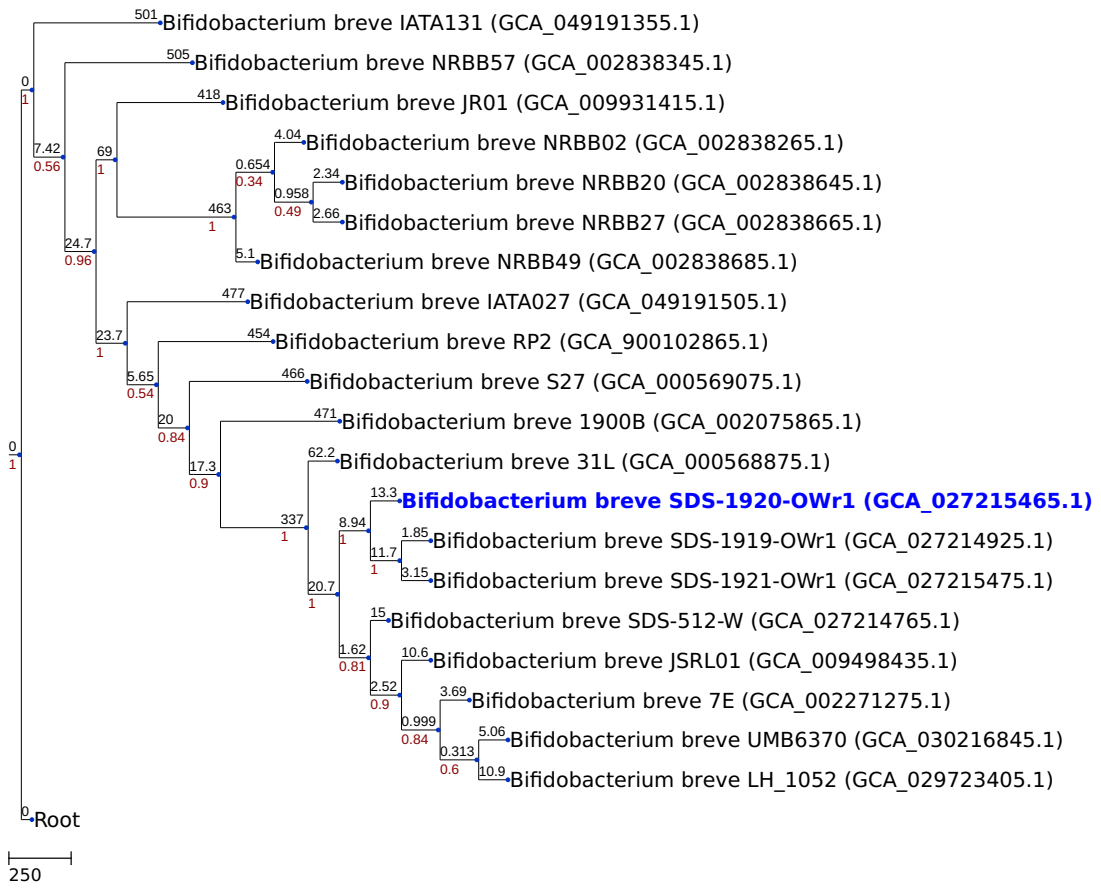 501
Bifidobacterium breve IATA131 (GCA_049191355.1)
505
Bifidobacterium breve NRBB57 (GCA_002838345.1)
0
1
418
Bifidobacterium breve JR01 (GCA_009931415.1)
4.04
Bifidobacterium breve NRBB02 (GCA_002838265.1)
7.42
0.56
69
1
0.654
0.34
2.34
Bifidobacterium breve NRBB20 (GCA_002838645.1)
0.958
0.49
2.66
Bifidobacterium breve NRBB27 (GCA_002838665.1)
463
1
24.7
0.96
5.1
Bifidobacterium breve NRBB49 (GCA_002838685.1)
477
Bifidobacterium breve IATA027 (GCA_049191505.1)
23.7
1
454
Bifidobacterium breve RP2 (GCA_900102865.1)
5.65
0.54
466
Bifidobacterium breve S27 (GCA_000569075.1)
20
0.84
471
Bifidobacterium breve 1900B (GCA_002075865.1)
0
1
17.3
0.9
62.2
Bifidobacterium breve 31L (GCA_000568875.1)
13.3
Bifidobacterium breve SDS-1920-OWr1 (GCA_027215465.1)
337
1
8.94
1
1.85
Bifidobacterium breve SDS-1919-OWr1 (GCA_027214925.1)
11.7
1
3.15
Bifidobacterium breve SDS-1921-OWr1 (GCA_027215475.1)
20.7
1
15
Bifidobacterium breve SDS-512-W (GCA_027214765.1)
1.62
0.81
10.6
Bifidobacterium breve JSRL01 (GCA_009498435.1)
2.52
0.9
3.69
Bifidobacterium breve 7E (GCA_002271275.1)
0.999
0.84
5.06
Bifidobacterium breve UMB6370 (GCA_030216845.1)
0.313
0.6
10.9
Bifidobacterium breve LH_1052 (GCA_029723405.1)
0
Root
250